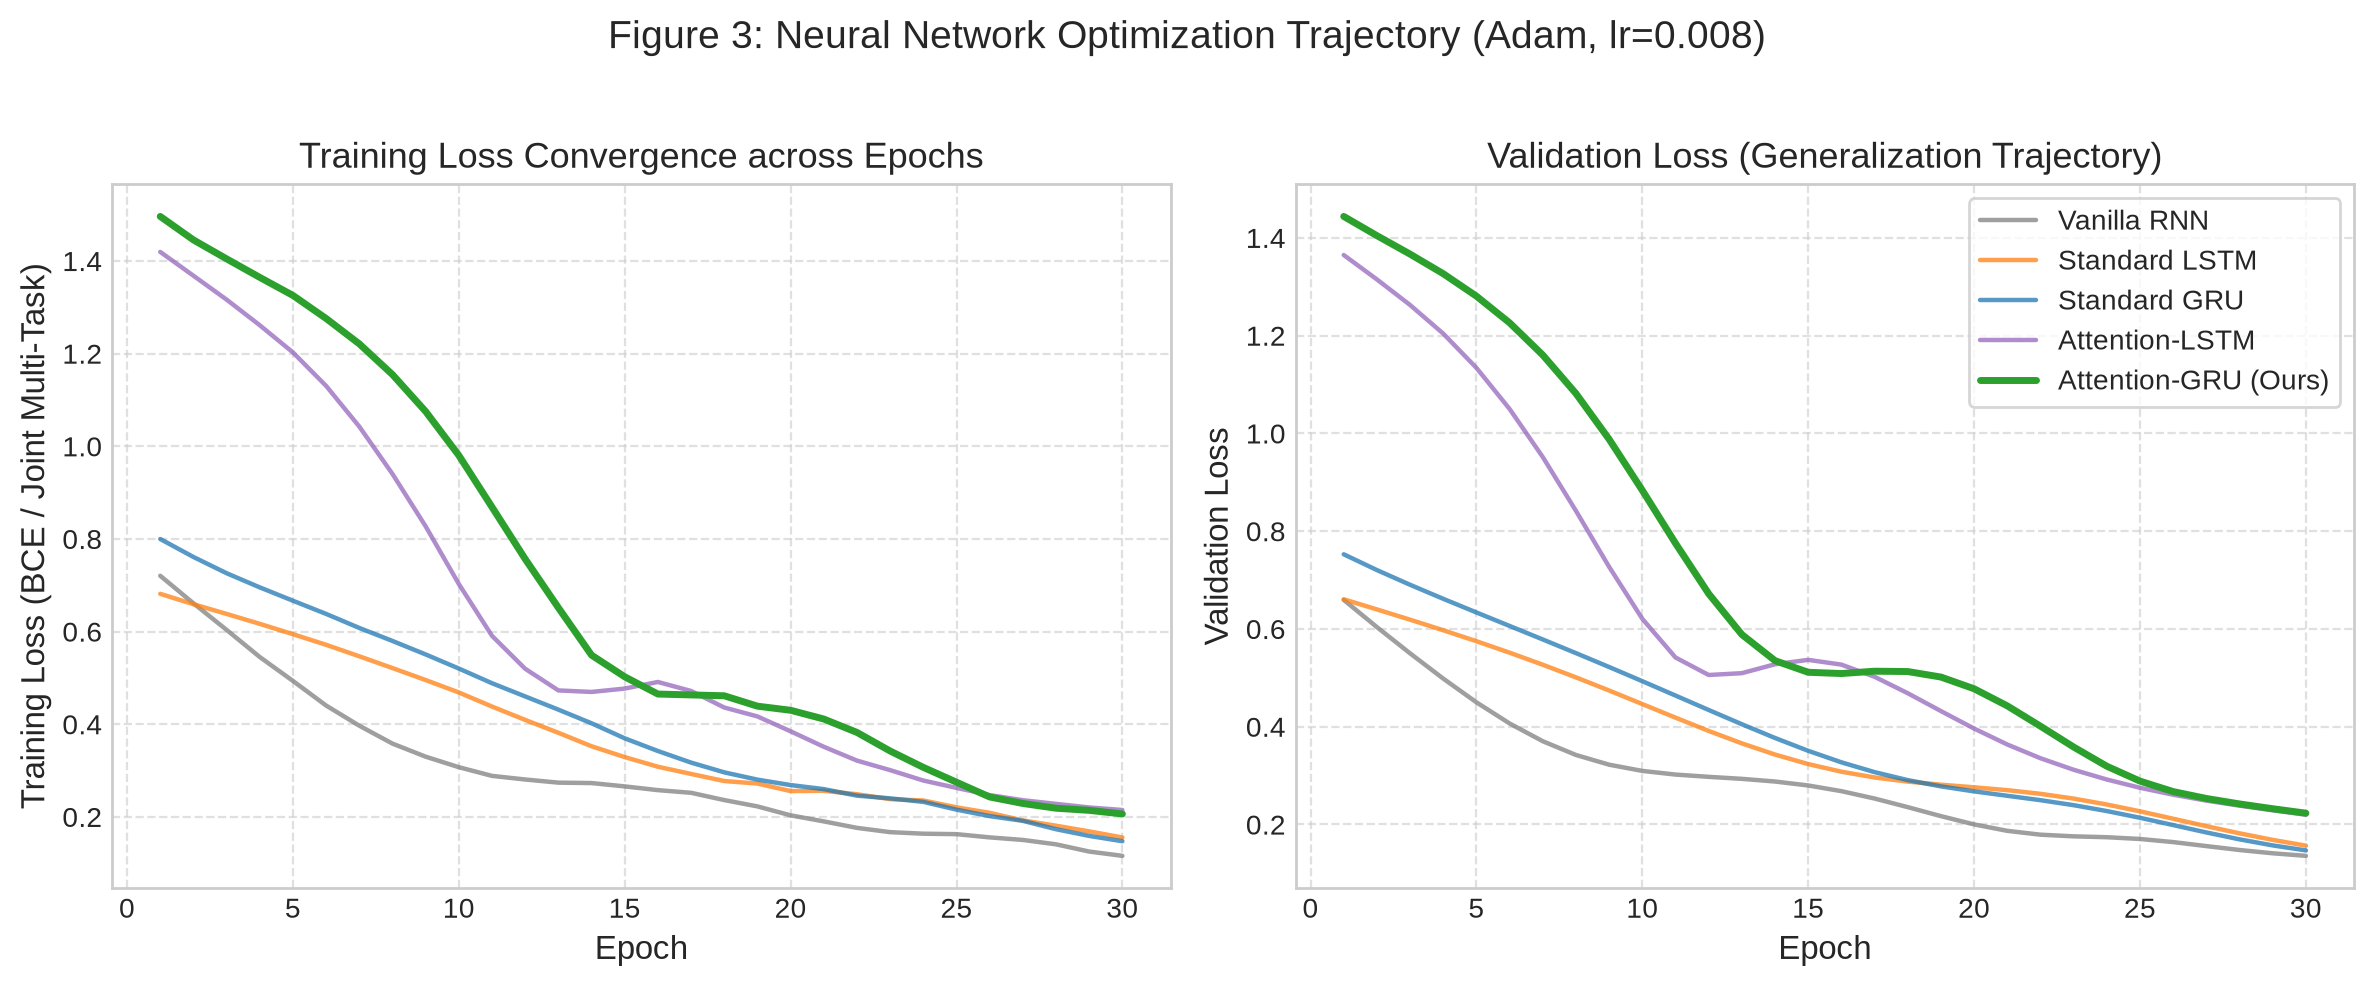 Figure 3: Neural Network Optimization Trajectory (Adam, lr=0.008)
Training Loss Convergence across Epochs
Training Loss (BCE / Joint Multi-Task)
1.4
1.2
1.0
0.8
0.6
0.4
0.2
0 5 10 15 20 25 30
Epoch
Validation Loss (Generalization Trajectory)
Validation Loss
1.4
1.2
1.0
0.8
0.6
0.4
0.2
Vanilla RNN
Standard LSTM
Standard GRU
Attention-LSTM
Attention-GRU (Ours)
0 5 10 15 20 25 30
Epoch